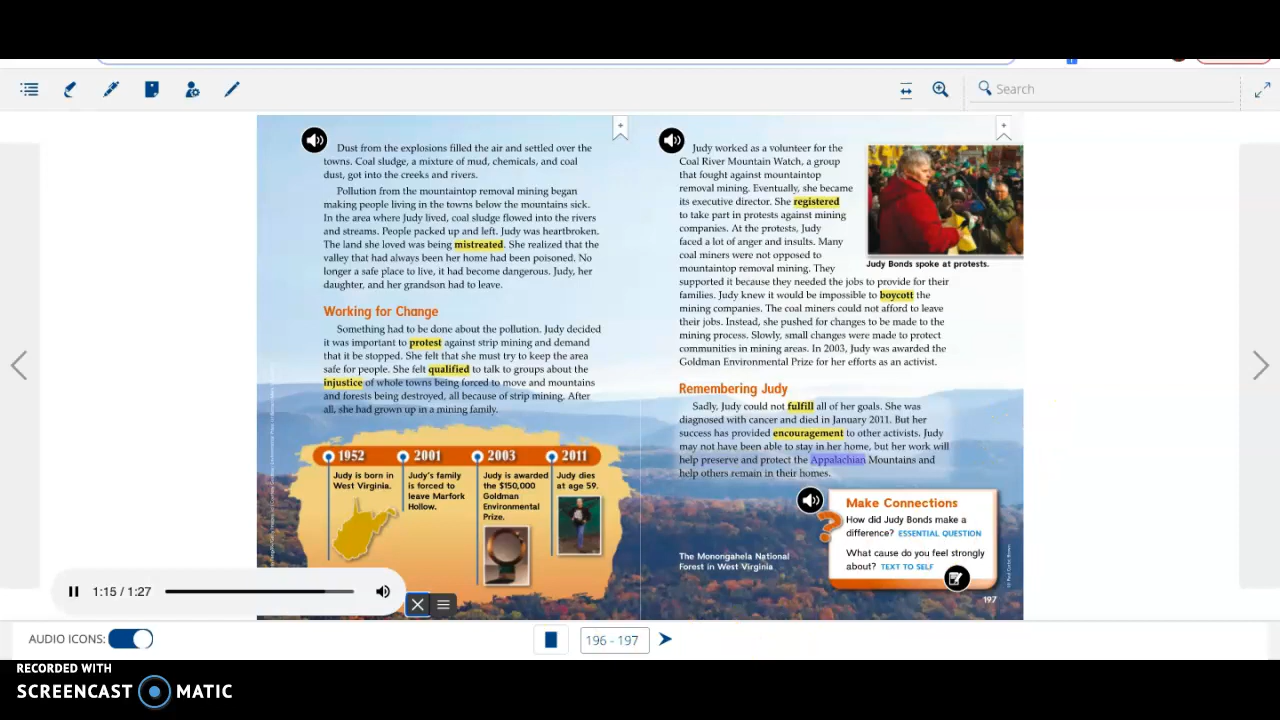 Search
Dust from the explosions filled the air and settled over the
towns. Coal sludge, a mixture of mud, chemicals, and coal
dust, got into the creeks and rivers.
Pollution from the mountaintop removal mining began
making people living in the towns below the mountains sick.
In the area where Judy lived, coal sludge flowed into the rivers
and streams. People packed up and left. Judy was heartbroken.
The land she loved was being mistreated. She realized that the
valley that had always been her home had been poisoned. No
longer a safe place to live, it had become dangerous. Judy, her
daughter, and her grandson had to leave.
Working for Change
Something had to be done about the pollution. Judy decided
it was important to protest against strip mining and demand
that it be stopped. She felt that she must try to keep the area
safe for people. She felt qualified to talk to groups about the
injustice of whole towns being forced to move and mountains
and forests being destroyed, all because of strip mining. After
all, she had grown up in a mining family.
1952
Judy is born in
West Virginia.
2001
Judy's family
is forced to
leave Marfork
Hollow.
2003
Judy is awarded
the $150,000
Goldman
Environmental
Prize.
2011
Judy dies
at age 59.
Judy worked as a volunteer for the
Coal River Mountain Watch, a group
that fought against mountaintop
removal mining. Eventually, she became
its executive director. She registered
to take part in protests against mining
companies. At the protests, Judy
faced a lot of anger and insults. Many
coal miners were not opposed to
mountaintop removal mining. They
supported it because they needed the jobs to provide for their
families. Judy knew it would be impossible to boycott the
mining companies. The coal miners could not afford to leave
their jobs. Instead, she pushed for changes to be made to the
mining process. Slowly, small changes were made to protect
communities in mining areas. In 2003, Judy was awarded the
Goldman Environmental Prize for her efforts as an activist.
Judy Bonds spoke at protests.
Remembering Judy
Sadly, Judy could not fulfill all of her goals. She was
diagnosed with cancer and died in January 2011. But her
success has provided encouragement to other activists. Judy
may not have been able to stay in her home, but her work will
help preserve and protect the Appalachian Mountains and
help others remain in their homes.
The Monongahela National
Forest in West Virginia
?
Make Connections
How did Judy Bonds make a
difference? ESSENTIAL QUESTION
What cause do you feel strongly
about? TEXT TO SELF
197
1:15 / 1:27
AUDIO ICONS:
196 - 197
RECORDED WITH
SCREENCAST MATIC